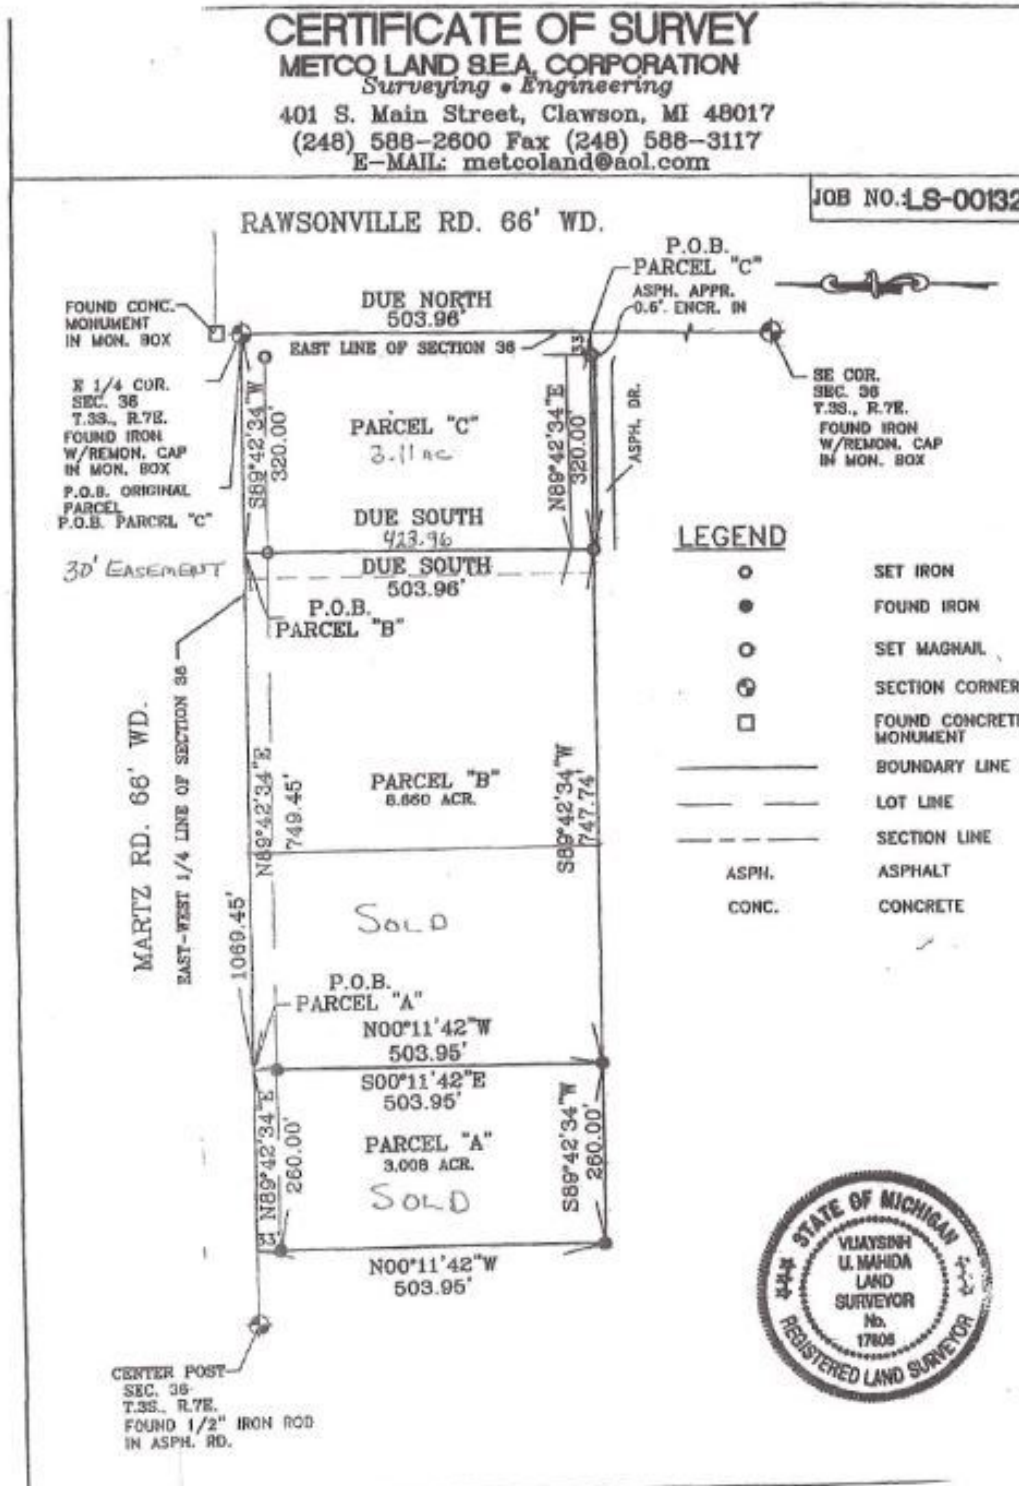 CERTIFICATE OF SURVEY
METCO LAND S.E.A. CORPORATION
Surveying • Engineering
401 S. Main Street, Clawson, MI 48017
(248) 588-2600 Fax (248) 588-3117
E-MAIL: metcoland@aol.com
JOB NO.:LS-00132
RAWSONVILLE RD. 66' WD.
P.O.B.
PARCEL "C"
ASPH. APPR.
0.6'. ENCR. IN
FOUND CONC.
MONUMENT
IN MON. BOX
DUE NORTH
503.96'
EAST LINE OF SECTION 36
33'
E 1/4 COR.
SEC. 36
T.3S., R.7E.
FOUND IRON
W/REMON. CAP
IN MON. BOX
P.O.B. ORIGINAL
PARCEL
P.O.B. PARCEL "C"
S89°42'34"W
320.00'
PARCEL "C"
3.11 AC
N89°42'34"E
320.00'
ASPH. DR.
SE COR.
SEC. 36
T.3S., R.7E.
FOUND IRON
W/REMON. CAP
IN MON. BOX
DUE SOUTH
423.96
30' EASEMENT
DUE SOUTH
503.96'
P.O.B.
PARCEL "B"
LEGEND
SET IRON
FOUND IRON
SET MAGNAIL
SECTION CORNER
FOUND CONCRETE
MONUMENT
BOUNDARY LINE
LOT LINE
SECTION LINE
ASPH. ASPHALT
CONC. CONCRETE
MARTZ RD. 66' WD.
EAST-WEST 1/4 LINE OF SECTION 36
1069.45'
N89°42'34"E
749.45'
PARCEL "B"
8.660 ACR.
S89°42'34"W
747.74'
SOLD
P.O.B.
PARCEL "A"
N00°11'42"W
503.95'
S00°11'42"E
503.95'
N89°42'34"E
260.00'
PARCEL "A"
3.008 ACR.
SOLD
S89°42'34"W
260.00'
33'
N00°11'42"W
503.95'
CENTER POST
SEC. 36
T.3S., R.7E.
FOUND 1/2" IRON ROD
IN ASPH. RD.
STATE OF MICHIGAN
VIJAYSINH
U. MAHIDA
LAND
SURVEYOR
No.
17606
REGISTERED LAND SURVEYOR